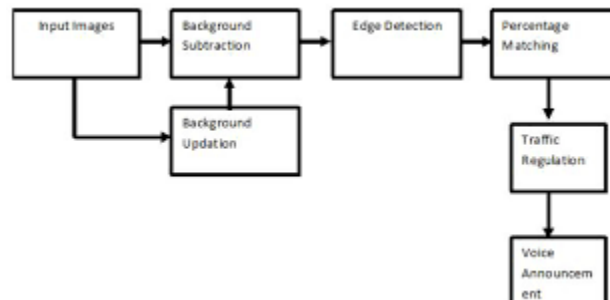 Input Images
Background
Subtraction
Edge Detection
Percentage
Matching
Background
Updation
Traffic
Regulation
Voice
Announcem
ent